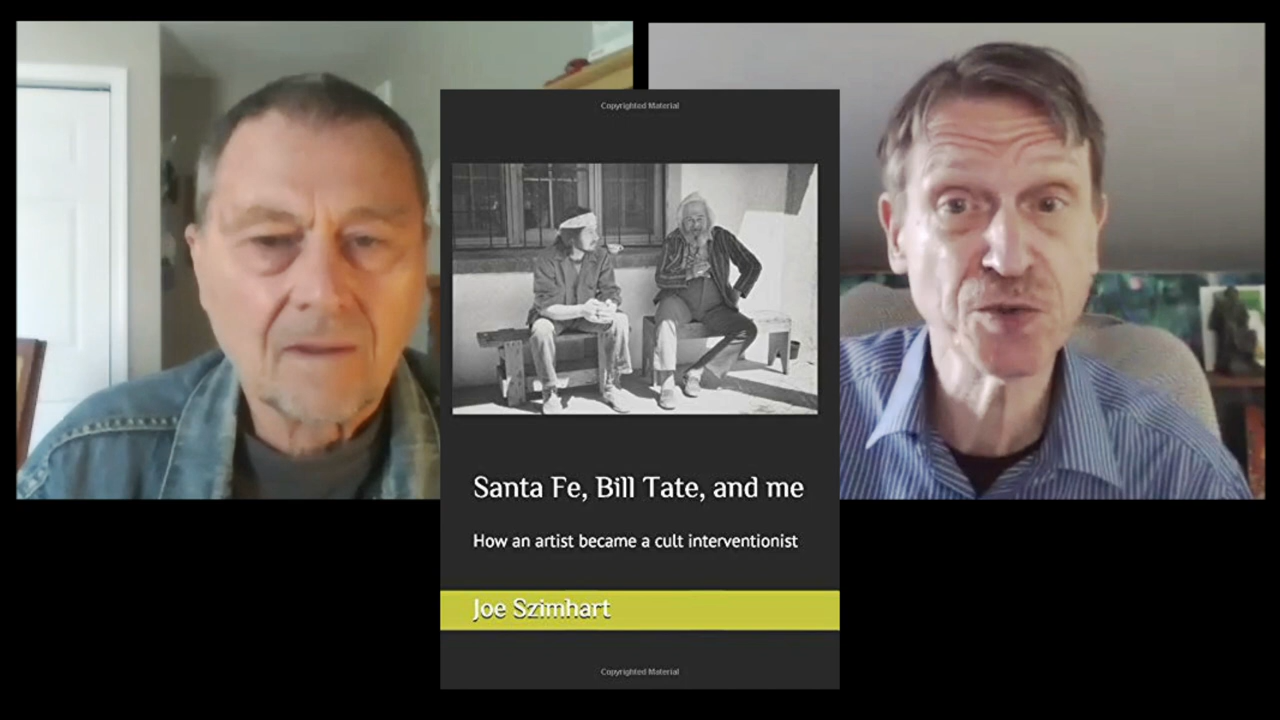 Copyrighted Material
Santa Fe, Bill Tate, and me
How an artist became a cult interventionist
Joe Szimhart
Copyrighted Material